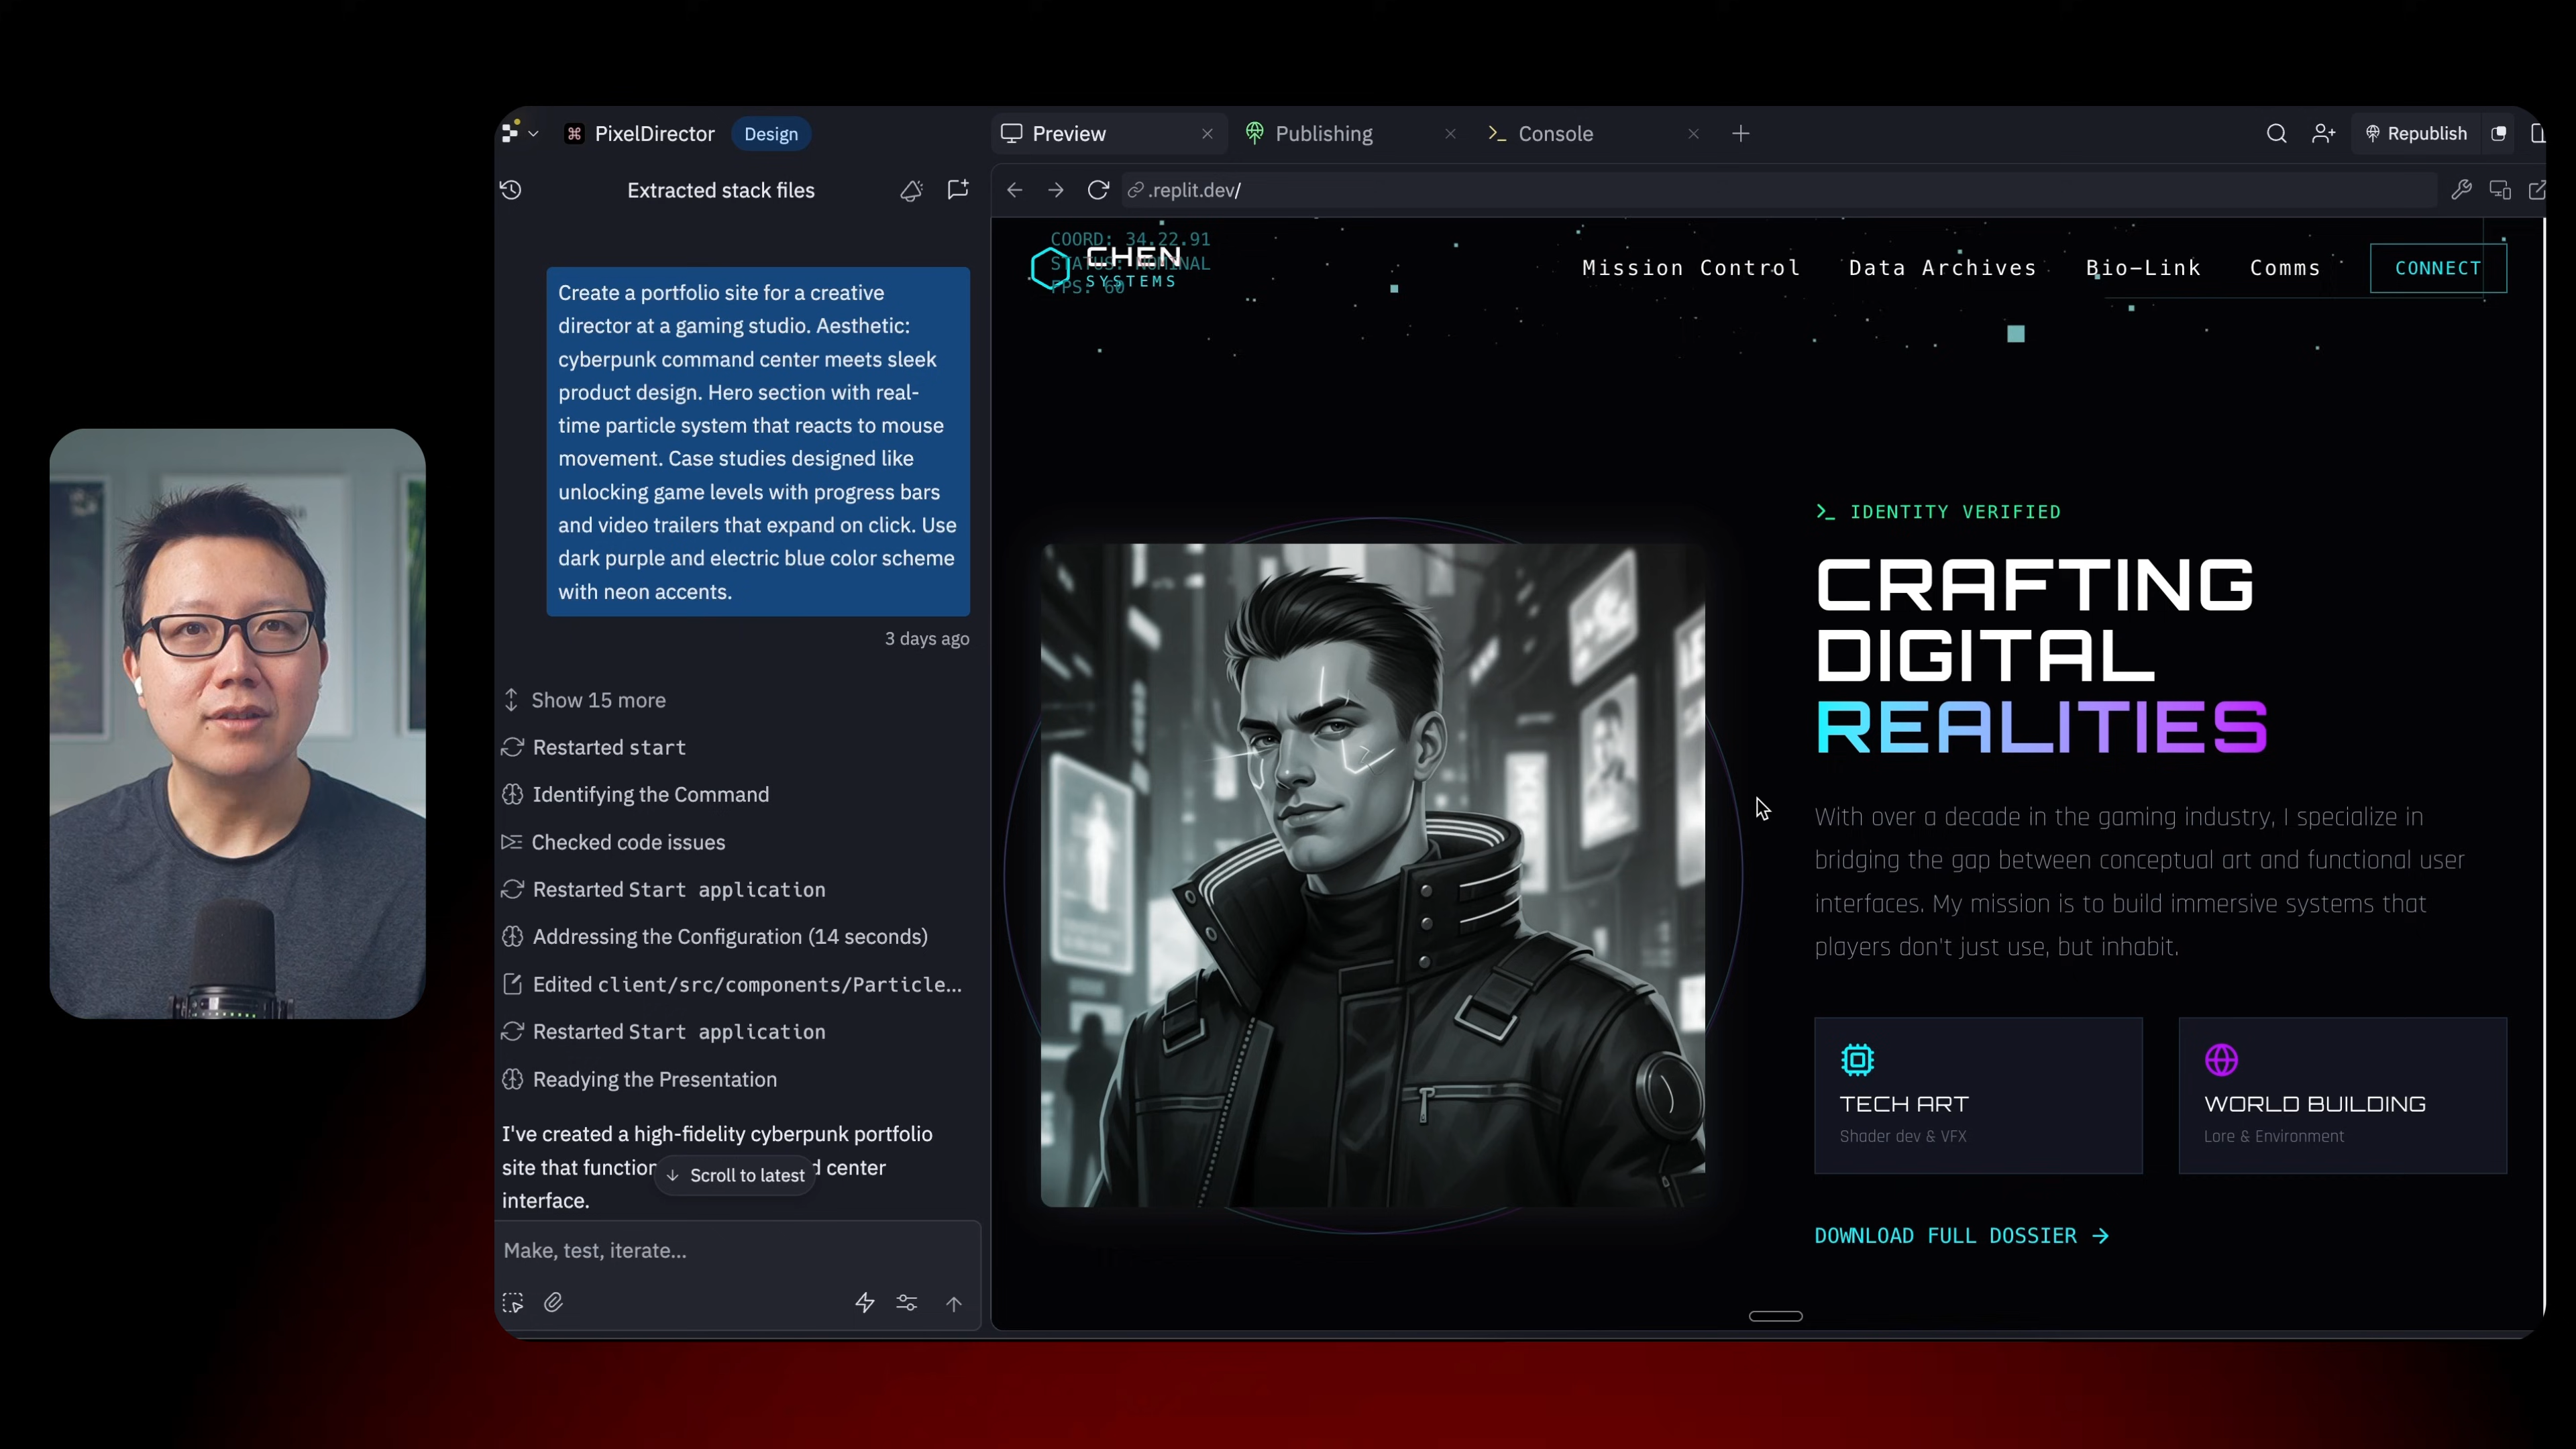 PixelDirector
Design
Preview
Publishing
Console
Republish
Extracted stack files
.replit.dev/
Create a portfolio site for a creative
director at a gaming studio. Aesthetic:
cyberpunk command center meets sleek
product design. Hero section with real-
time particle system that reacts to mouse
movement. Case studies designed like
unlocking game levels with progress bars
and video trailers that expand on click. Use
dark purple and electric blue color scheme
with neon accents.
3 days ago
Show 15 more
Restarted start
Identifying the Command
Checked code issues
Restarted Start application
Addressing the Configuration (14 seconds)
Edited client/src/components/Particle...
Restarted Start application
Readying the Presentation
I've created a high-fidelity cyberpunk portfolio
site that function d center
interface.
Scroll to latest
Make, test, iterate...
COORD: 34.22.91
STATUS: NOMINAL
FPS: 60
CHEN
SYSTEMS
Mission Control
Data Archives
Bio-Link
Comms
CONNECT
>_ IDENTITY VERIFIED
CRAFTING
DIGITAL
REALITIES
With over a decade in the gaming industry, I specialize in
bridging the gap between conceptual art and functional user
interfaces. My mission is to build immersive systems that
players don't just use, but inhabit.
TECH ART
Shader dev & VFX
WORLD BUILDING
Lore & Environment
DOWNLOAD FULL DOSSIER →